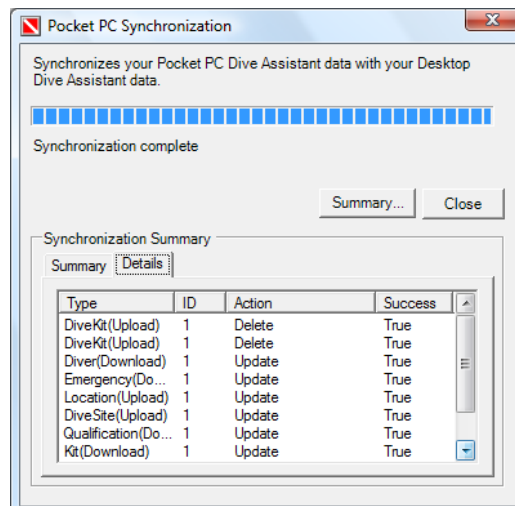 Pocket PC Synchronization
Synchronizes your Pocket PC Dive Assistant data with your Desktop
Dive Assistant data.
Synchronization complete
Summary... Close
Synchronization Summary
Summary Details
Type ID Action Success
DiveKit(Upload) 1 Delete True
DiveKit(Upload) 1 Delete True
Diver(Download) 1 Update True
Emergency(Do... 1 Update True
Location(Upload) 1 Update True
DiveSite(Upload) 1 Update True
Qualification(Do... 1 Update True
Kit(Download) 1 Update True